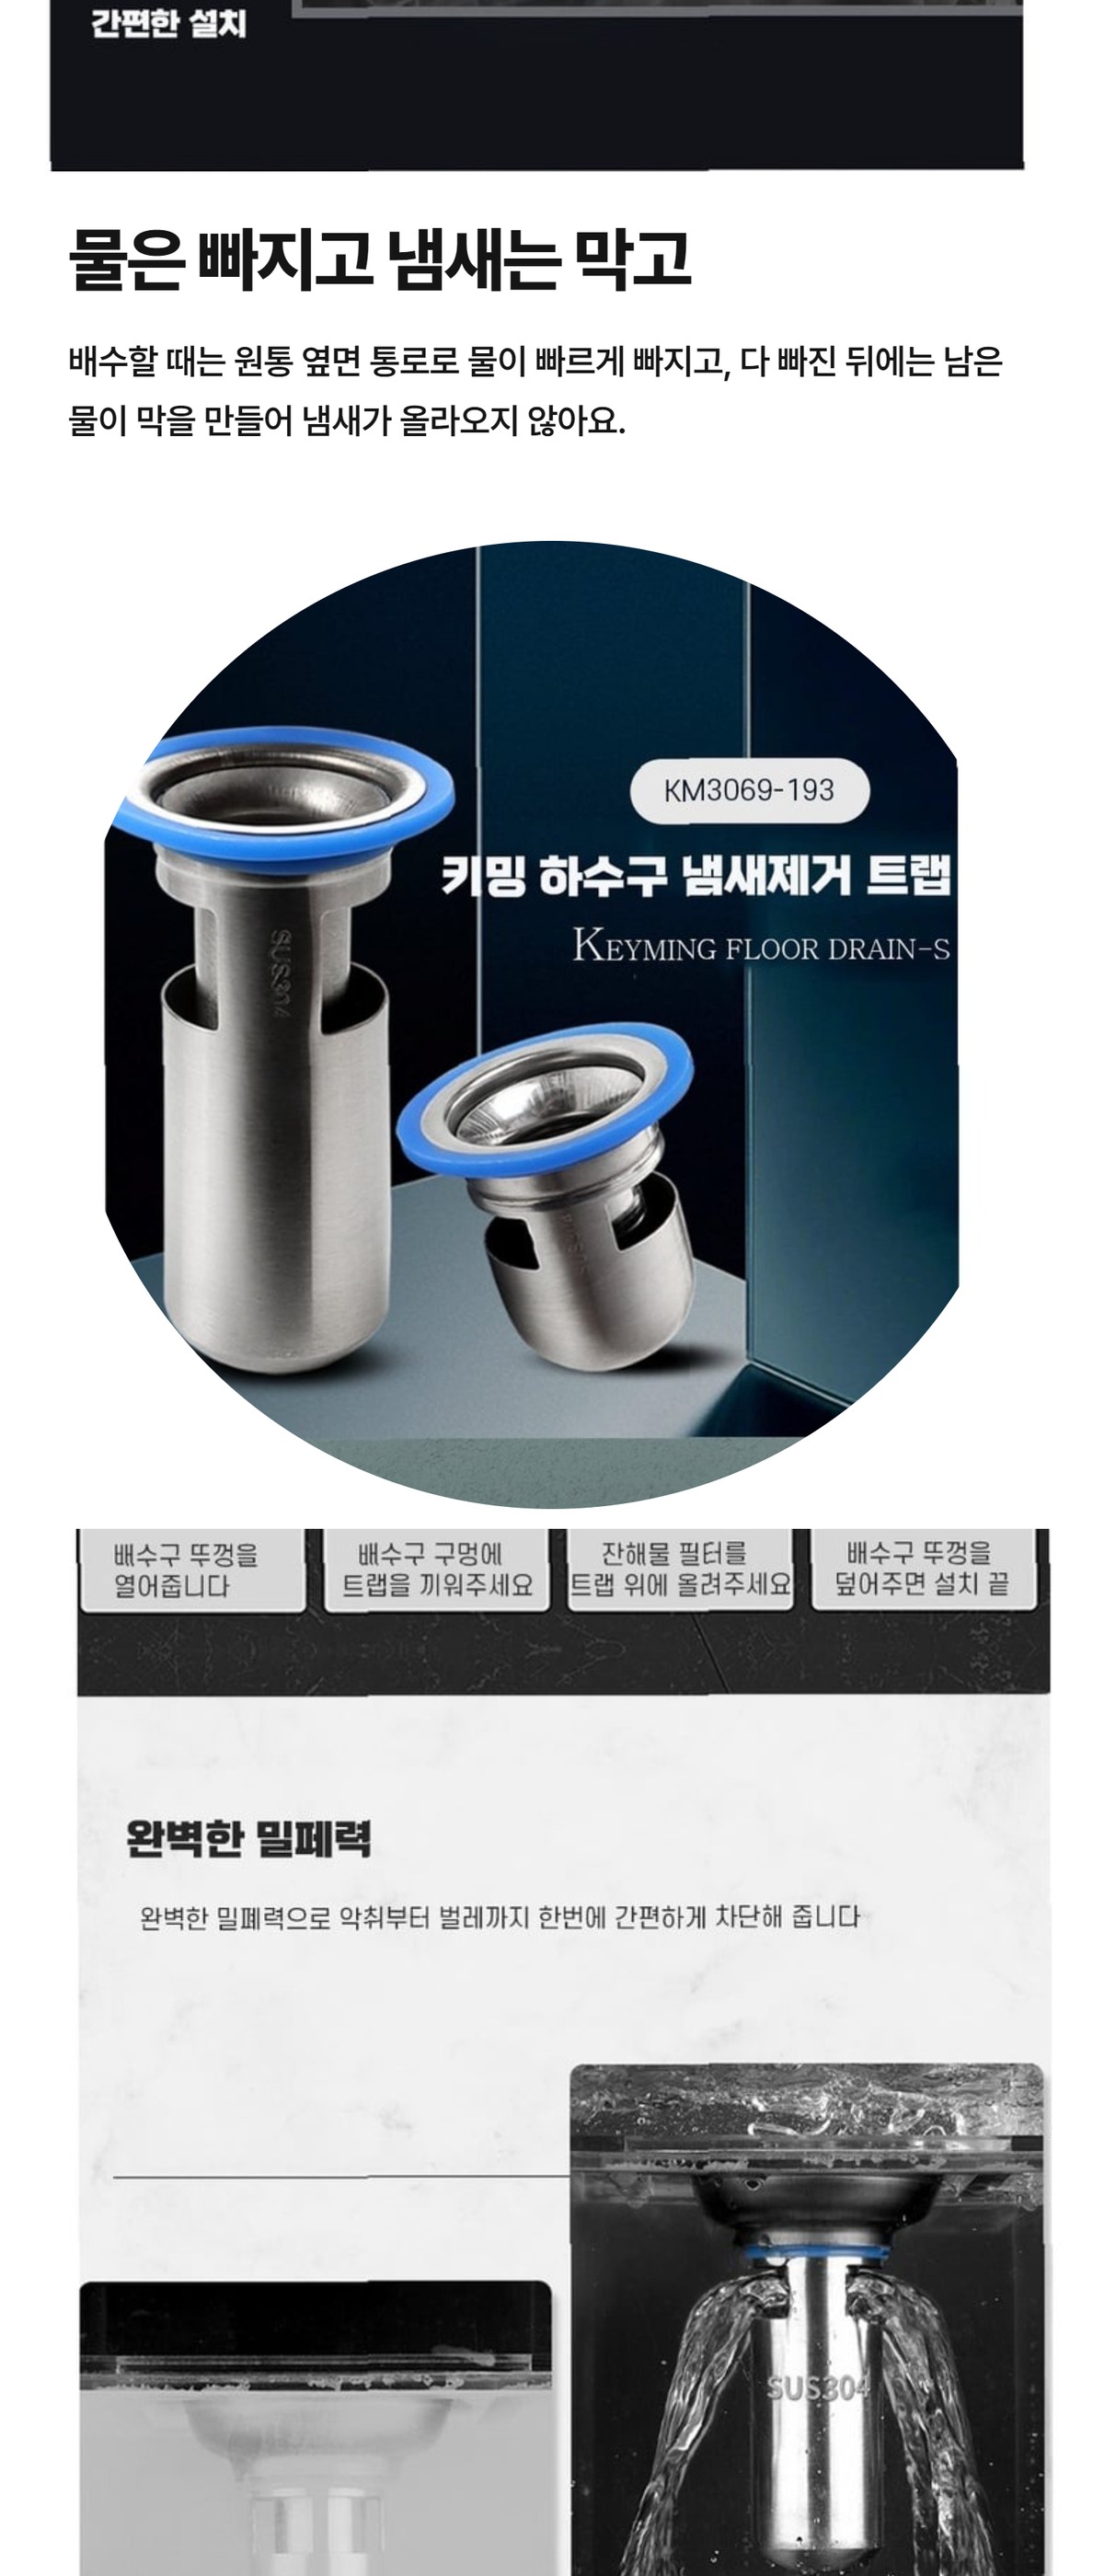 간편한 설치
물은 빠지고 냄새는 막고
배수할 때는 원통 옆면 통로로 물이 빠르게 빠지고, 다 빠진 뒤에는 남은
물이 막을 만들어 냄새가 올라오지 않아요.
KM3069-193
키밍 하수구 냄새제거 트랩
KEYMING FLOOR DRAIN-S
SUS304
배수구 뚜껑을
열어줍니다
배수구 구멍에
트랩을 끼워주세요
잔해물 필터를
트랩 위에 올려주세요
배수구 뚜껑을
덮어주면 설치 끝
완벽한 밀폐력
완벽한 밀폐력으로 악취부터 벌레까지 한번에 간편하게 차단해 줍니다
SUS304